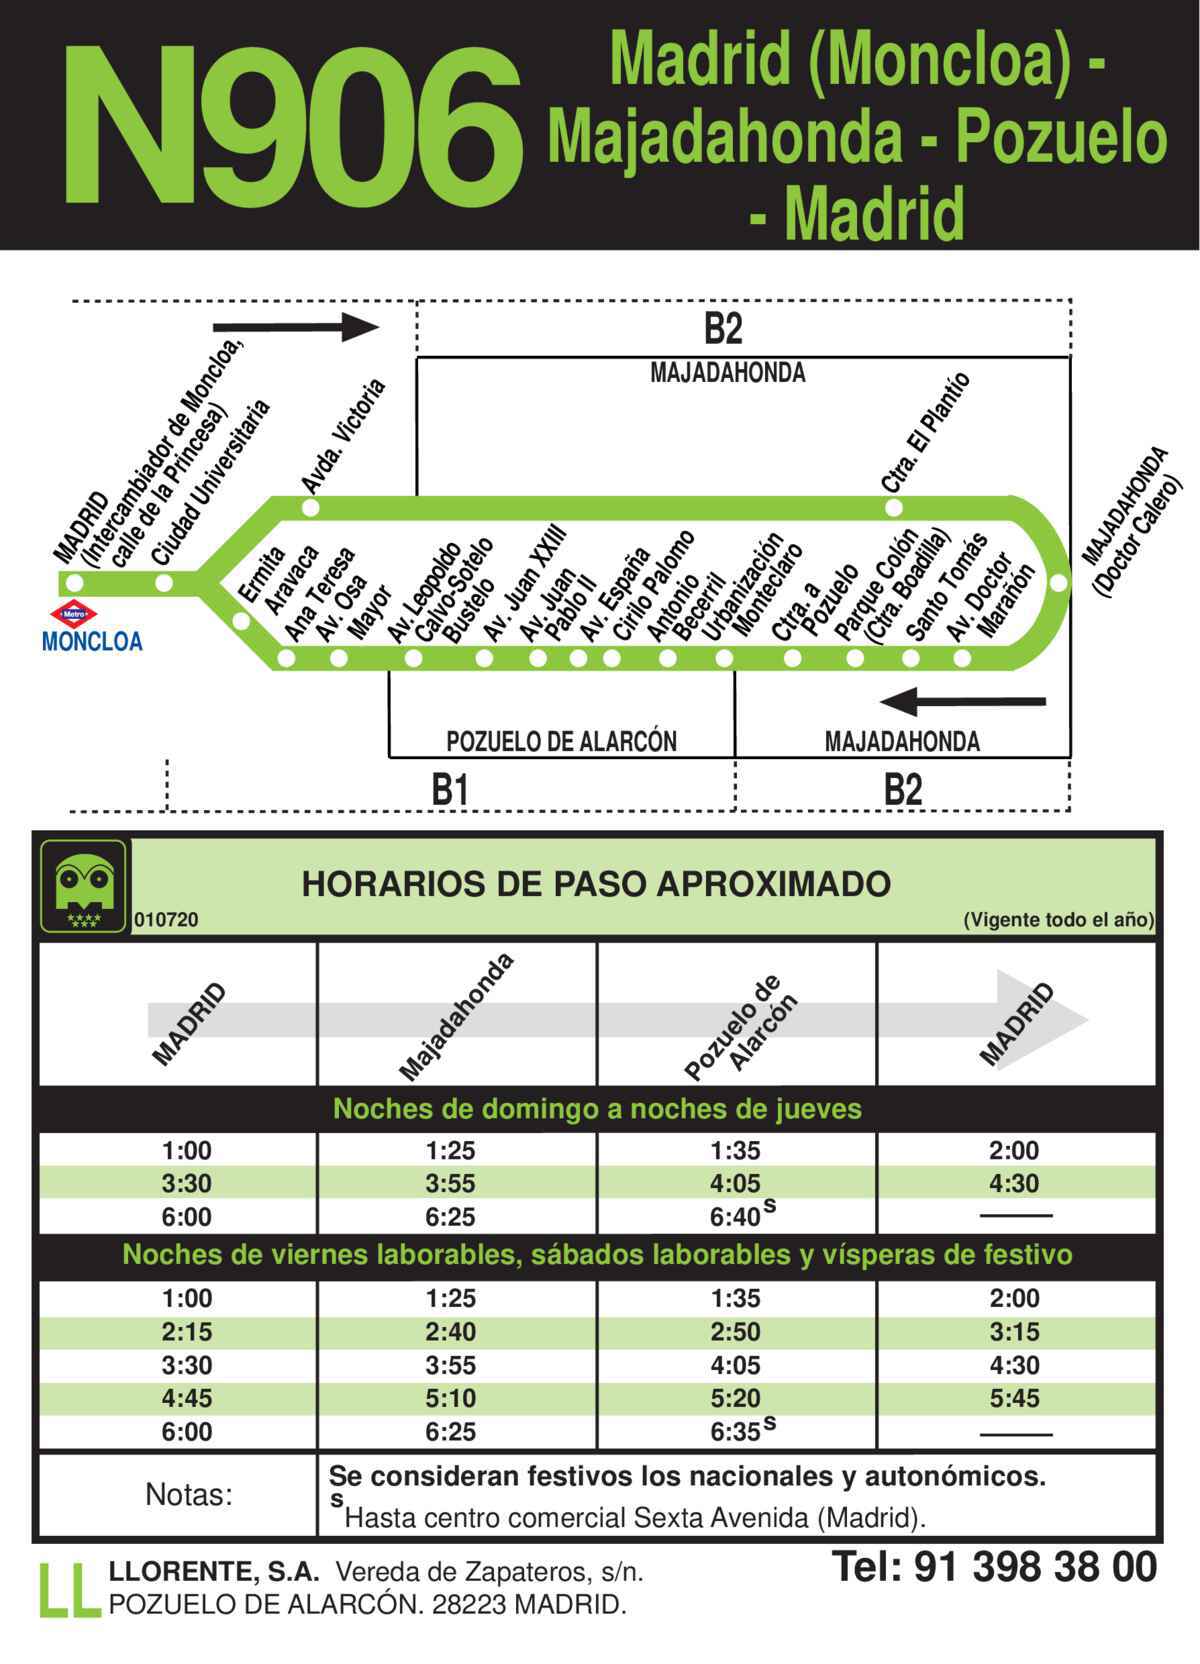 N906
Madrid (Moncloa) -
Majadahonda - Pozuelo
- Madrid
B2
MAJADAHONDA
MADRID
(Intercambiador de Moncloa,
calle de la Princesa)
Ciudad Universitaria
Avda. Victoria
Ctra. El Plantío
MAJADAHONDA
(Doctor Calero)
Metro
MONCLOA
Ermita
Aravaca
Ana Teresa
Av. Osa
Mayor
Av. Leopoldo
Calvo-Sotelo
Bustelo
Av. Juan XXIII
Av. Juan
Pablo II
Av. España
Cirilo Palomo
Antonio
Becerril
Urbanización
Monteclaro
Ctra. a
Pozuelo
Parque Colón
(Ctra. Boadilla)
Santo Tomás
Av. Doctor
Marañón
POZUELO DE ALARCÓN
MAJADAHONDA
B1
B2
HORARIOS DE PASO APROXIMADO
010720
(Vigente todo el año)
MADRID
Majadahonda
Pozuelo de
Alarcón
MADRID
Noches de domingo a noches de jueves
1:00 1:25 1:35 2:00
3:30 3:55 4:05 4:30
6:00 6:25 6:40 s ——
Noches de viernes laborables, sábados laborables y vísperas de festivo
1:00 1:25 1:35 2:00
2:15 2:40 2:50 3:15
3:30 3:55 4:05 4:30
4:45 5:10 5:20 5:45
6:00 6:25 6:35 s ——
Notas:
Se consideran festivos los nacionales y autonómicos.
s Hasta centro comercial Sexta Avenida (Madrid).
LL
LLORENTE, S.A. Vereda de Zapateros, s/n.
POZUELO DE ALARCÓN. 28223 MADRID.
Tel: 91 398 38 00